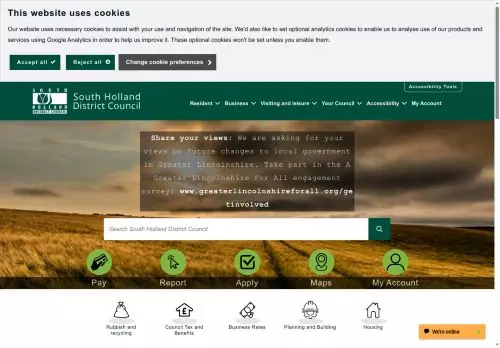 This website uses cookies
Our website uses necessary cookies to assist with your use and navigation of the site. We'd also like to set optional analytics cookies to enable us to analyse use of our products
and services using Google Analytics in order to help us improve it. These optional cookies won't be set unless you enable them.
Accept all
Reject all
Change cookie preferences
Accessibility Tools
SOUTH
HOLLAND
DISTRICT COUNCIL
South Holland
District Council
Resident
Business
Visiting and leisure
Your Council
Accessibility
My Account
Share your views: We are asking for your
views on future changes to local government
in Greater Lincolnshire. Take part in the A
Greater Lincolnshire For All engagement
survey: www.greaterlincolnshireforall.org/ge
tinvolved
Search South Holland District Council
Pay
Report
Apply
Maps
My Account
Rubbish and
recycling
Council Tax and
Benefits
Business Rates
Planning and Building
Housing
We're online